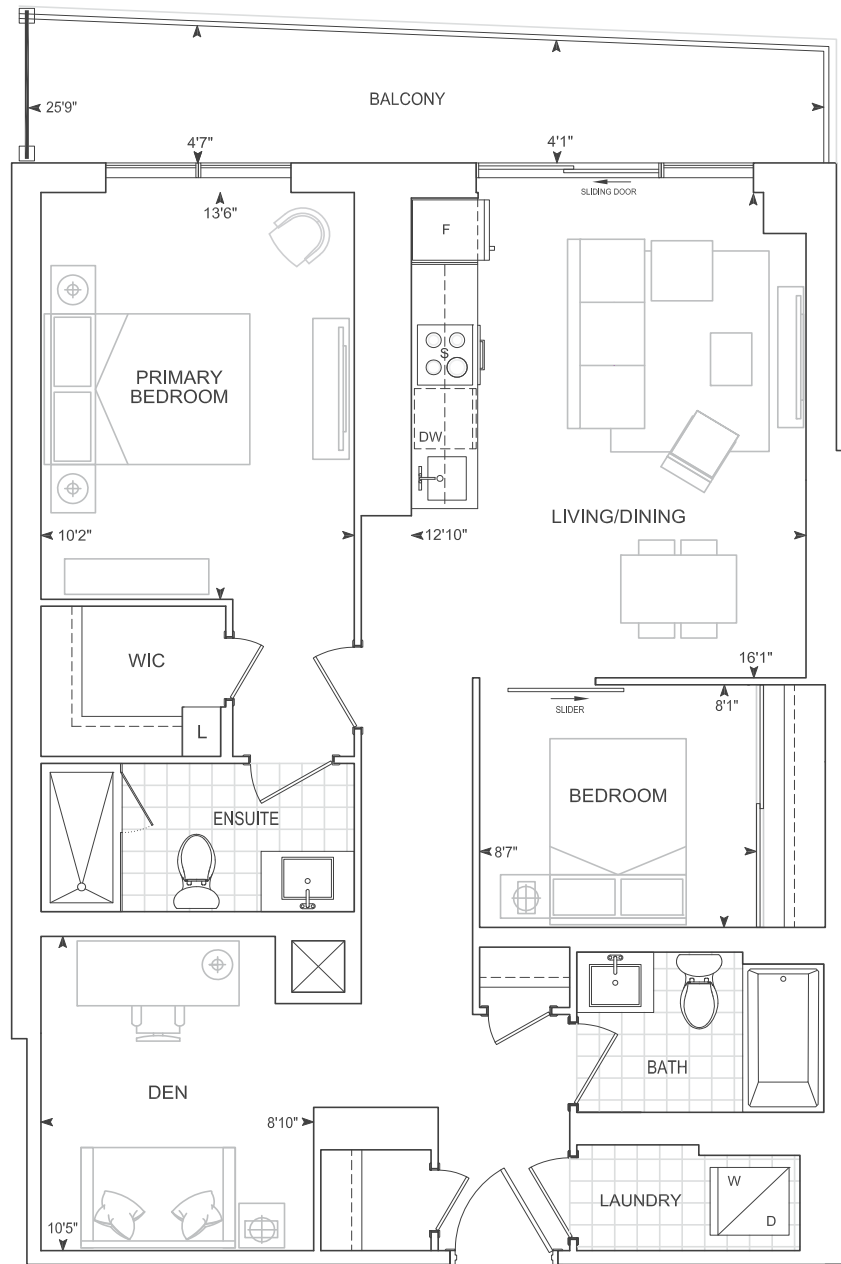 BALCONY
25'9"
4'7"
4'1"
SLIDING DOOR
13'6"
F
S
PRIMARY
BEDROOM
DW
LIVING/DINING
10'2"
12'10"
WIC
16'1"
L
8'1"
SLIDER
BEDROOM
ENSUITE
8'7"
BATH
DEN
8'10"
LAUNDRY
W
D
10'5"